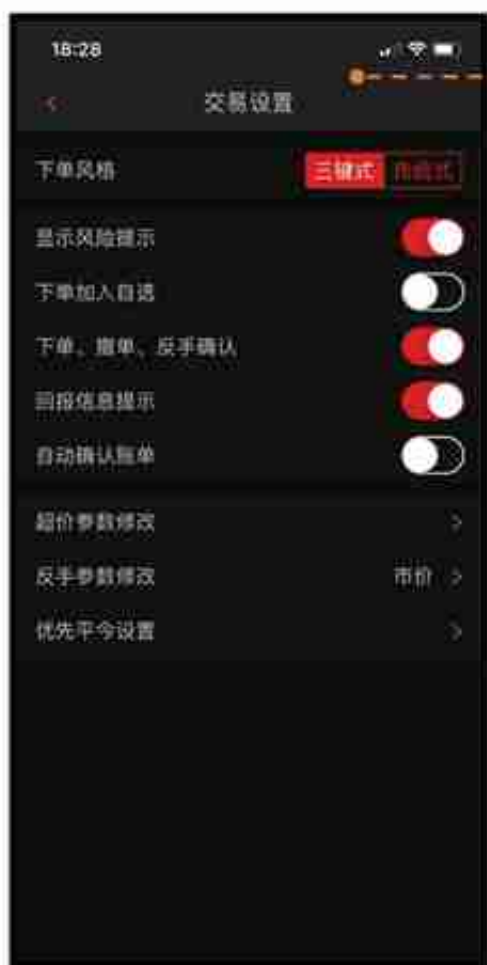 18:28
交易设置
下单风格 三键式
显示风险提示
下单加入自选
下单、撤单、反手确认
回报信息提示
自动确认账单
超价参数修改
反手参数修改 市价
优先平今设置